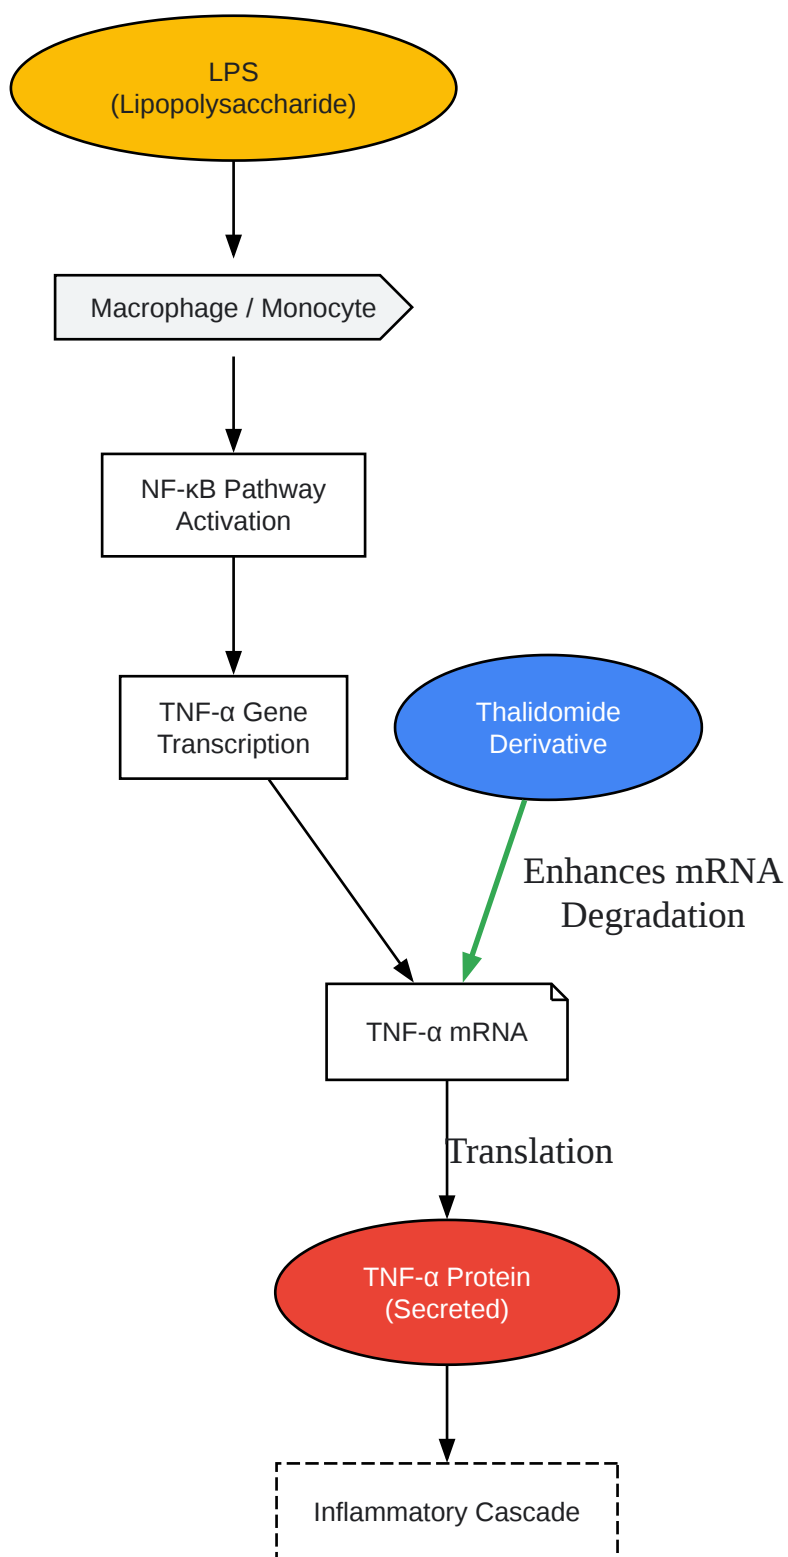 LPS
(Lipopolysaccharide)
Macrophage / Monocyte
NF-κB Pathway
Activation
TNF-α Gene
Transcription
Thalidomide
Derivative
Enhances mRNA
Degradation
TNF-α mRNA
Translation
TNF-α Protein
(Secreted)
Inflammatory Cascade